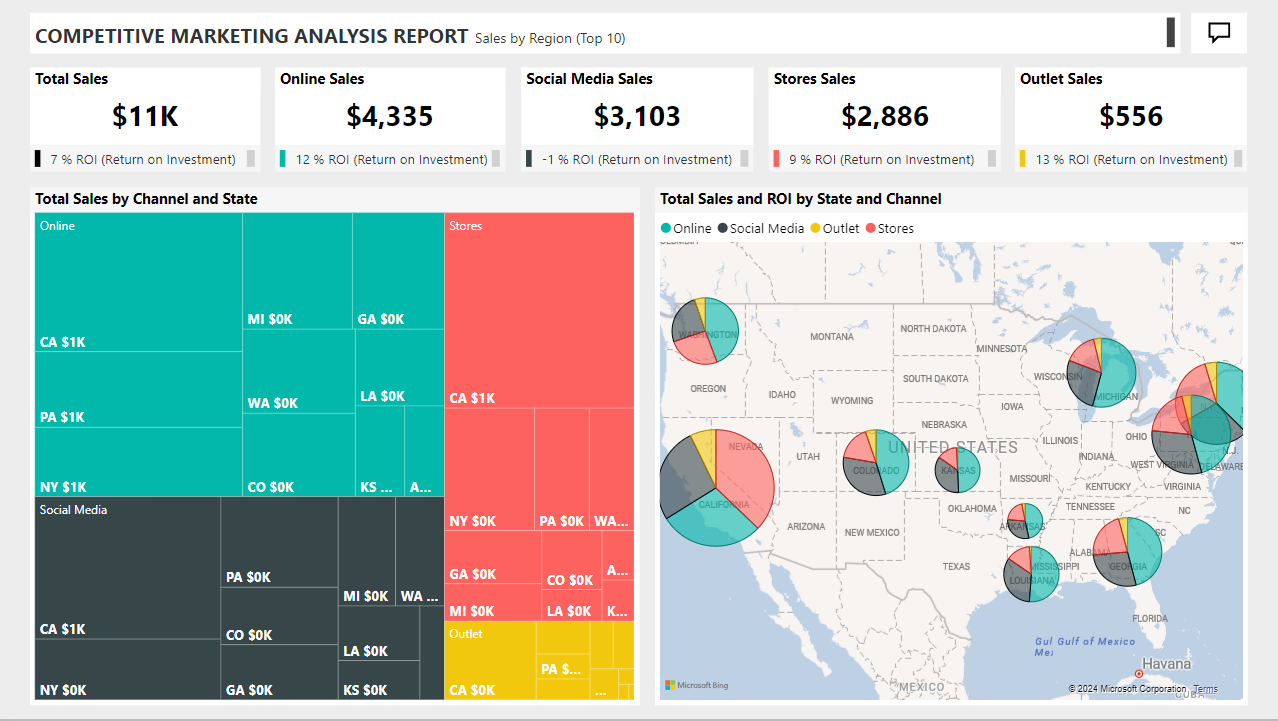 COMPETITIVE MARKETING ANALYSIS REPORT Sales by Region (Top 10)
Total Sales
$11K
7 % ROI (Return on Investment)
Online Sales
$4,335
12 % ROI (Return on Investment)
Social Media Sales
$3,103
-1 % ROI (Return on Investment)
Stores Sales
$2,886
9 % ROI (Return on Investment)
Outlet Sales
$556
13 % ROI (Return on Investment)
Total Sales by Channel and State
Online
CA $1K
PA $1K
NY $1K
MI $0K
GA $0K
WA $0K
LA $0K
CO $0K
KS ...
A...
Social Media
CA $1K
NY $0K
PA $0K
CO $0K
GA $0K
MI $0K
WA ...
LA $0K
KS $0K
Stores
CA $1K
NY $0K
PA $0K
WA...
GA $0K
CO $0K
A...
MI $0K
LA $0K
K...
Outlet
CA $0K
PA $...
...
Total Sales and ROI by State and Channel
Online
Social Media
Outlet
Stores
WASHINGTON
MONTANA
NORTH DAKOTA
MINNESOTA
OREGON
IDAHO
WYOMING
SOUTH DAKOTA
WISCONSIN
MICHIGAN
IOWA
NEBRASKA
NEVADA
UTAH
COLORADO
UNITED STATES
KANSAS
ILLINOIS
INDIANA
OHIO
N.J.
WEST VIRGINIA
DELAWARE
MISSOURI
KENTUCKY
VIRGINIA
CALIFORNIA
ARIZONA
NEW MEXICO
OKLAHOMA
ARKANSAS
TENNESSEE
NC
SC
TEXAS
LOUISIANA
MISSISSIPPI
ALABAMA
GEORGIA
FLORIDA
Gul Gulf of Mexico
Me
Havana
MEXICO
CUBA
Microsoft Bing
© 2024 Microsoft Corporation
Terms